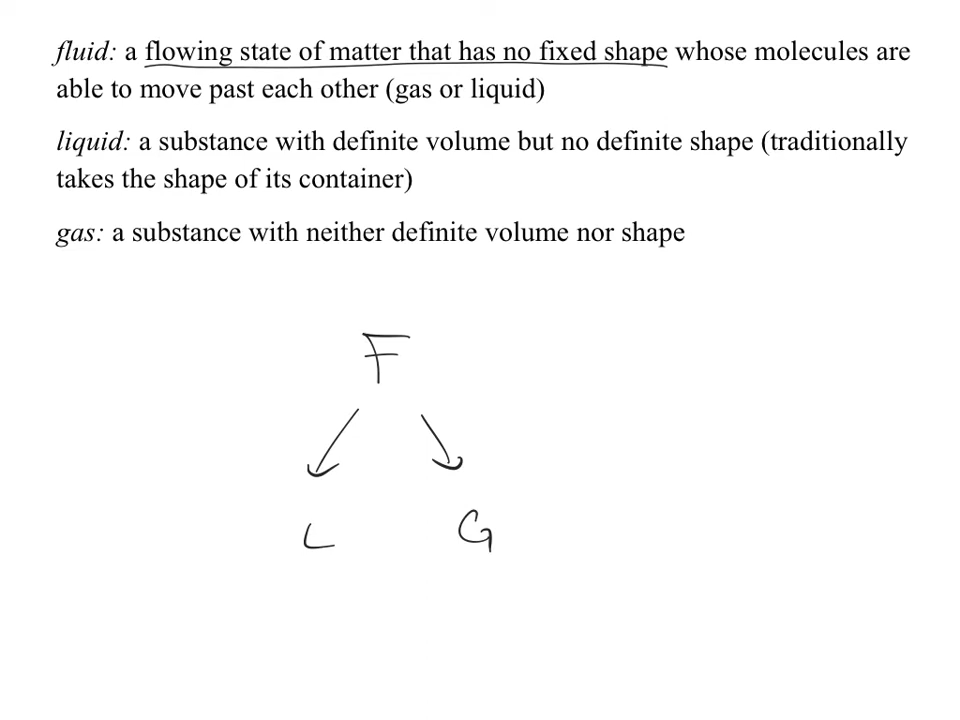 fluid: a flowing state of matter that has no fixed shape whose molecules are
able to move past each other (gas or liquid)
liquid: a substance with definite volume but no definite shape (traditionally
takes the shape of its container)
gas: a substance with neither definite volume nor shape
F
L G